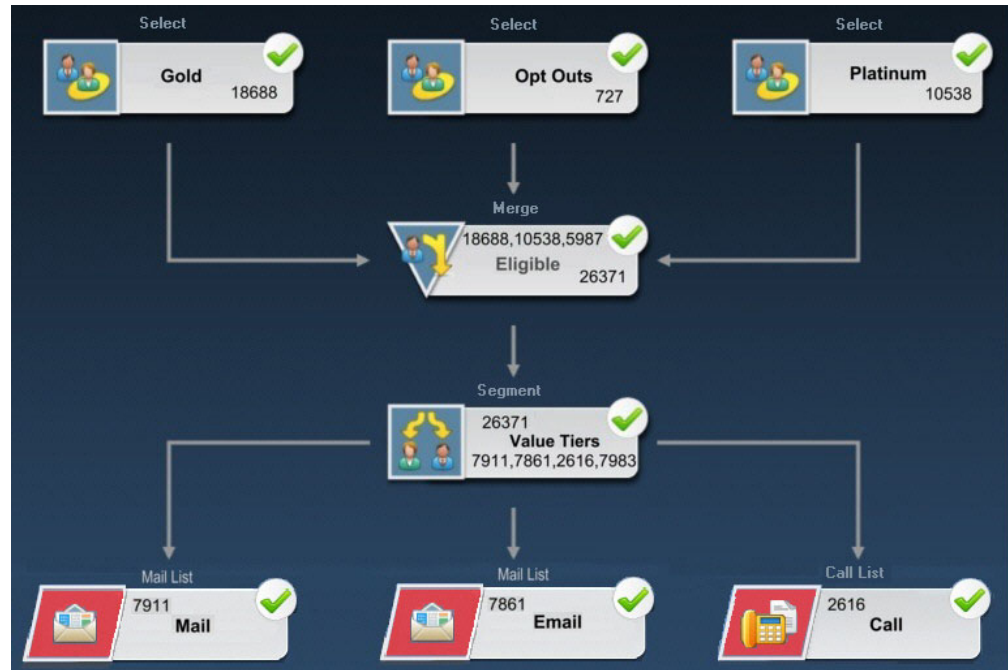 Select
Select
Select
Gold
18688
Opt Outs
727
Platinum
10538
Merge
18688,10538,5987
Eligible
26371
Segment
26371
Value Tiers
7911,7861,2616,7983
Mail List
Mail List
Call List
7911
Mail
7861
Email
2616
Call